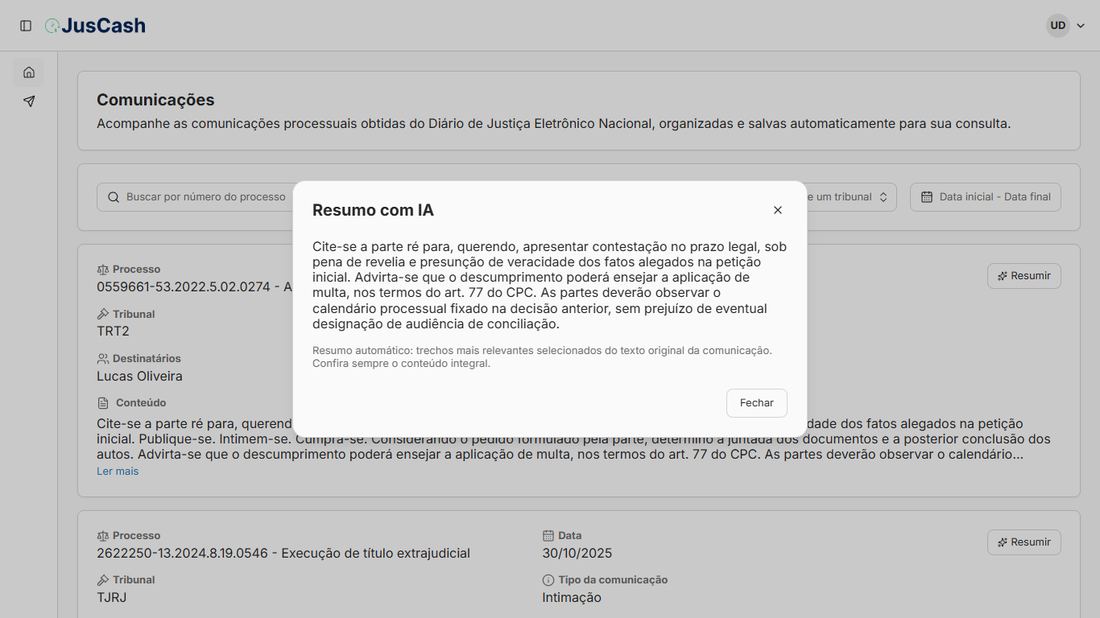 JusCash
UD
Comunicações
Acompanhe as comunicações processuais obtidas do Diário de Justiça Eletrônico Nacional, organizadas e salvas automaticamente para sua consulta.
Buscar por número do processo
um tribunal
Data inicial - Data final
Resumo com IA
Cite-se a parte ré para, querendo, apresentar contestação no prazo legal, sob
pena de revelia e presunção de veracidade dos fatos alegados na petição
inicial. Advirta-se que o descumprimento poderá ensejar a aplicação de
multa, nos termos do art. 77 do CPC. As partes deverão observar o
calendário processual fixado na decisão anterior, sem prejuízo de eventual
designação de audiência de conciliação.
Resumo automático: trechos mais relevantes selecionados do texto original da comunicação.
Confira sempre o conteúdo integral.
Fechar
Processo
0559661-53.2022.5.02.0274 - A
Resumir
Tribunal
TRT2
Destinatários
Lucas Oliveira
Conteúdo
Cite-se a parte ré para, dos fatos alegados na petição
inicial. Publique-se. Intimem-se. Cumpra-se. Considerando o pedido formulado pela parte, determino a juntada dos documentos e a posterior conclusão dos
autos. Advirta-se que o descumprimento poderá ensejar a aplicação de multa, nos termos do art. 77 do CPC. As partes deverão observar o calendário...
Ler mais
Processo
2622250-13.2024.8.19.0546 - Execução de título extrajudicial
Data
30/10/2025
Resumir
Tribunal
TJRJ
Tipo da comunicação
Intimação